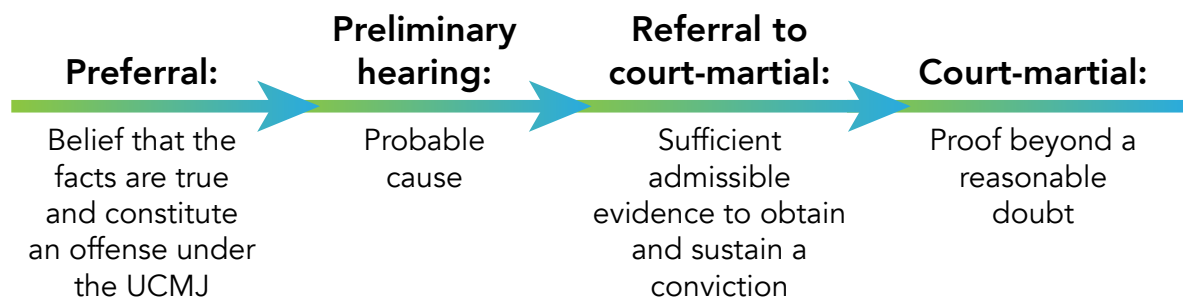 Preferral:
Belief that the
facts are true
and constitute
an offense under
the UCMJ
Preliminary
hearing:
Probable
cause
Referral to
court-martial:
Sufficient
admissible
evidence to obtain
and sustain a
conviction
Court-martial:
Proof beyond a
reasonable
doubt